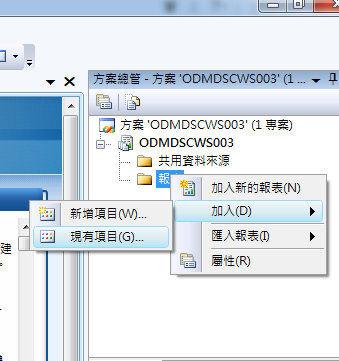 方案總管 - 方案 'ODMDSCWS003' (1 ...
方案 'ODMDSCWS003' (1 專案)
ODMDSCWS003
共用資料來源
報
加入新的報表(N)
加入(D)
匯入報表(I)
屬性(R)
新增項目(W)...
現有項目(G)...
建
。